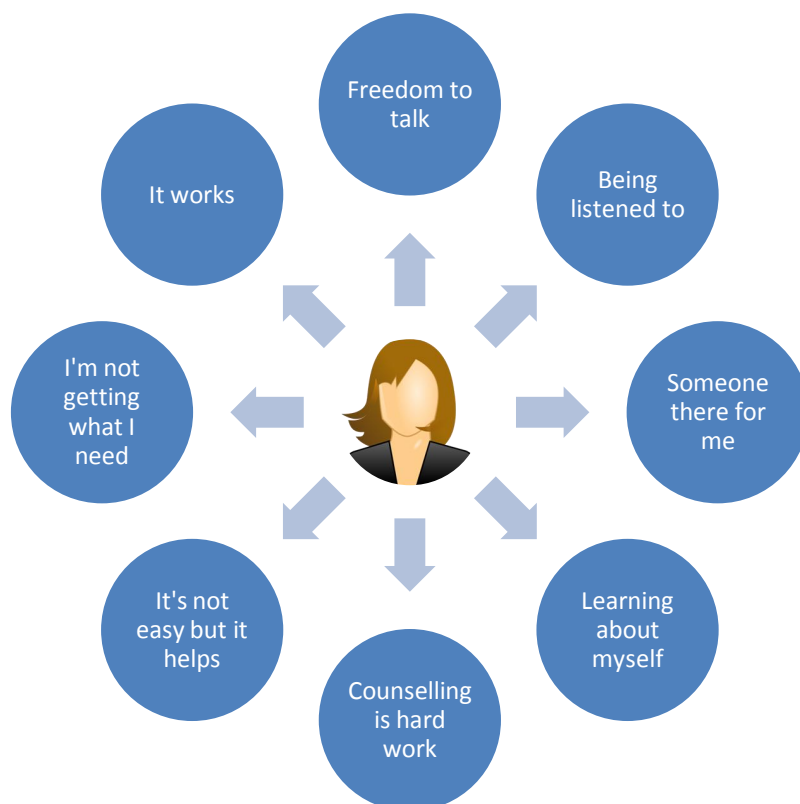 Freedom to
talk
Being
listened to
Someone
there for
me
Learning
about
myself
Counselling
is hard
work
It's not
easy but it
helps
I'm not
getting
what I
need
It works